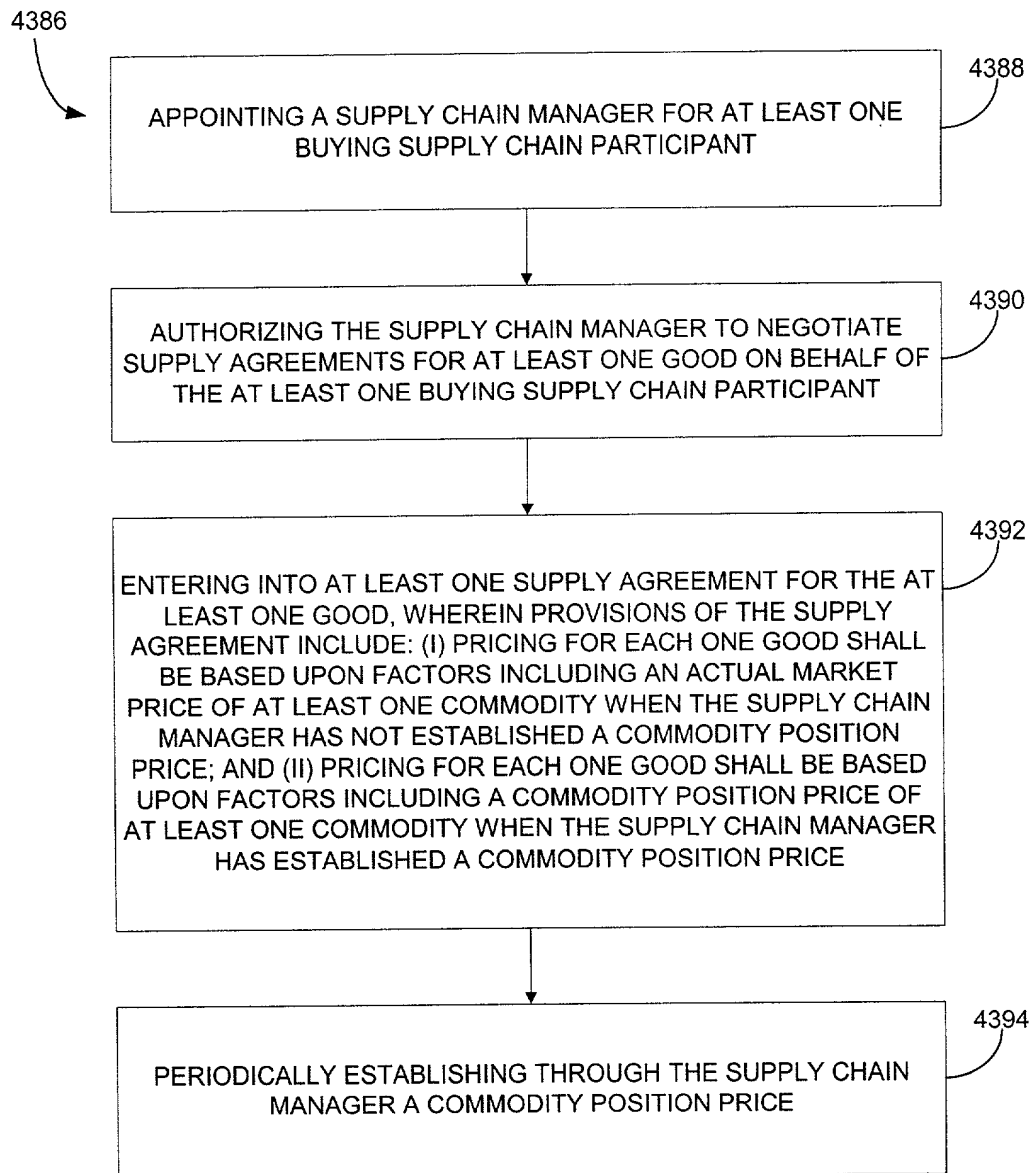 4386
4388
APPOINTING A SUPPLY CHAIN MANAGER FOR AT LEAST ONE
BUYING SUPPLY CHAIN PARTICIPANT
4390
AUTHORIZING THE SUPPLY CHAIN MANAGER TO NEGOTIATE
SUPPLY AGREEMENTS FOR AT LEAST ONE GOOD ON BEHALF OF
THE AT LEAST ONE BUYING SUPPLY CHAIN PARTICIPANT
4392
ENTERING INTO AT LEAST ONE SUPPLY AGREEMENT FOR THE AT
LEAST ONE GOOD, WHEREIN PROVISIONS OF THE SUPPLY
AGREEMENT INCLUDE: (I) PRICING FOR EACH ONE GOOD SHALL
BE BASED UPON FACTORS INCLUDING AN ACTUAL MARKET
PRICE OF AT LEAST ONE COMMODITY WHEN THE SUPPLY CHAIN
MANAGER HAS NOT ESTABLISHED A COMMODITY POSITION
PRICE; AND (II) PRICING FOR EACH ONE GOOD SHALL BE BASED
UPON FACTORS INCLUDING A COMMODITY POSITION PRICE OF
AT LEAST ONE COMMODITY WHEN THE SUPPLY CHAIN MANAGER
HAS ESTABLISHED A COMMODITY POSITION PRICE
4394
PERIODICALLY ESTABLISHING THROUGH THE SUPPLY CHAIN
MANAGER A COMMODITY POSITION PRICE